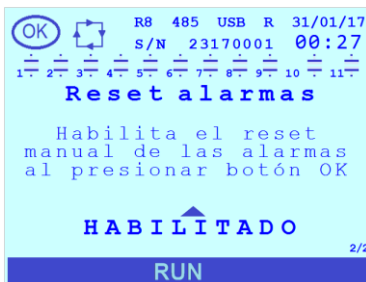 OK R8 485 USB R 31/01/17
S/N 23170001 00:27
1 2 3 4 5 6 7 8 9 10 11
Reset alarmas
Habilita el reset
manual de las alarmas
al presionar botón OK
HABILITADO
2/2
RUN